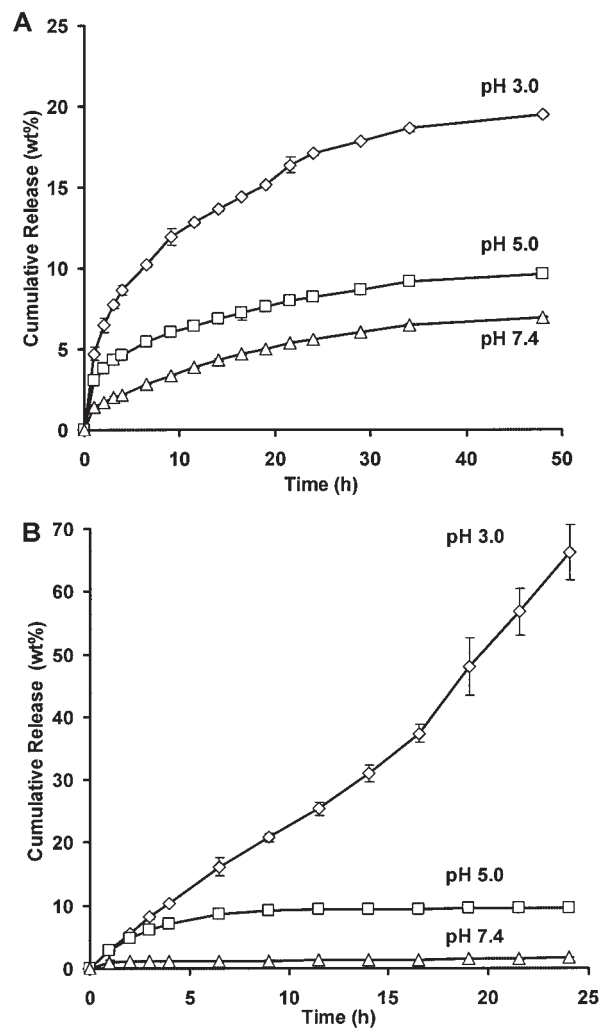 A
25
20
15
10
5
0
Cumulative Release (wt%)
pH 3.0
pH 5.0
pH 7.4
0 10 20 30 40 50
Time (h)
B
70
60
50
40
30
20
10
0
Cumulative Release (wt%)
pH 3.0
pH 5.0
pH 7.4
0 5 10 15 20 25
Time (h)